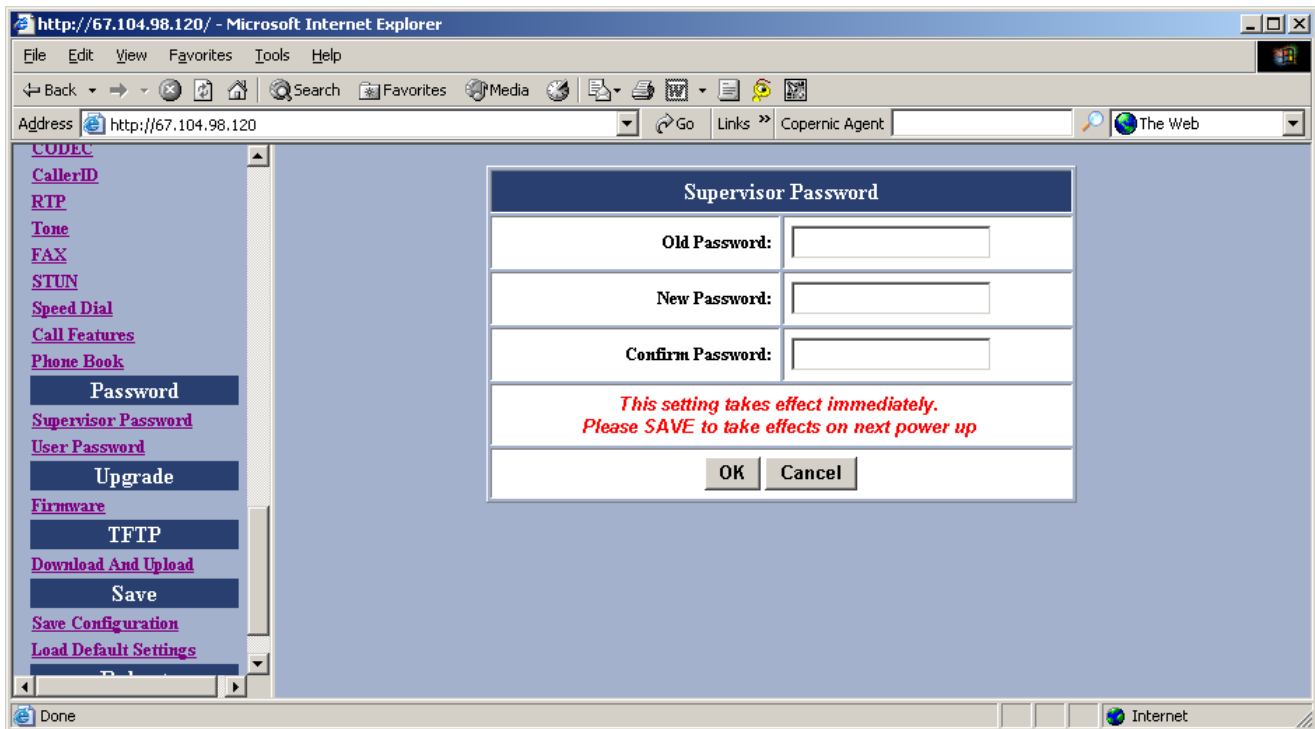 http://67.104.98.120/ - Microsoft Internet Explorer
File Edit View Favorites Tools Help
Back Search Favorites Media
Address http://67.104.98.120 Go Links » Copernic Agent The Web
CODEC
CallerID
RTP
Tone
FAX
STUN
Speed Dial
Call Features
Phone Book
Password
Supervisor Password
User Password
Upgrade
Firmware
TFTP
Download And Upload
Save
Save Configuration
Load Default Settings
Supervisor Password
Old Password:
New Password:
Confirm Password:
This setting takes effect immediately.
Please SAVE to take effects on next power up
OK Cancel
Done Internet